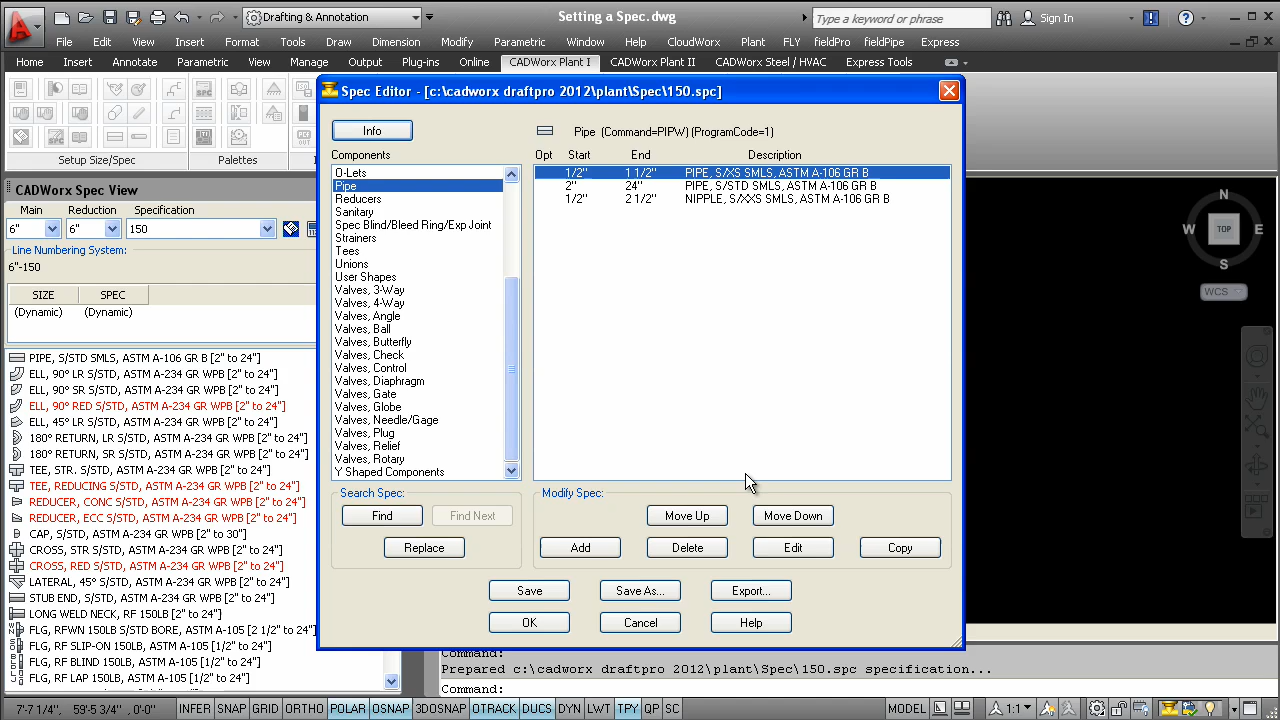 Drafting & Annotation
Setting a Spec.dwg
Type a keyword or phrase
Sign In
File Edit View Insert Format Tools Draw Dimension Modify Parametric Window Help CloudWorx Plant FLY fieldPro fieldPipe Express
Home Insert Annotate Parametric View Manage Output Plug-ins Online CADWorx Plant I CADWorx Plant II CADWorx Steel / HVAC Express Tools
Setup Size/Spec
Palettes
CADWorx Spec View
Main Reduction Specification
6" 6" 150
Line Numbering System:
6"-150
SIZE SPEC
(Dynamic) (Dynamic)
PIPE, S/STD SMLS, ASTM A-106 GR B [2" to 24"]
ELL, 90° LR S/STD, ASTM A-234 GR WPB [2" to 24"]
ELL, 90° SR S/STD, ASTM A-234 GR WPB [2" to 24"]
ELL, 90° RED S/STD, ASTM A-234 GR WPB [2" to 24"]
ELL, 45° LR S/STD, ASTM A-234 GR WPB [2" to 24"]
180° RETURN, LR S/STD, ASTM A-234 GR WPB [2" to 24"]
180° RETURN, SR S/STD, ASTM A-234 GR WPB [2" to 24"]
TEE, STR. S/STD, ASTM A-234 GR WPB [2" to 24"]
TEE, REDUCING S/STD, ASTM A-234 GR WPB [2" to 24"]
REDUCER, CONC S/STD, ASTM A-234 GR WPB [2" to 24"]
REDUCER, ECC S/STD, ASTM A-234 GR WPB [2" to 24"]
CAP, S/STD, ASTM A-234 GR WPB [2" to 30"]
CROSS, STR S/STD, ASTM A-234 GR WPB [2" to 24"]
CROSS, RED S/STD, ASTM A-234 GR WPB [2" to 24"]
LATERAL, 45° S/STD, ASTM A-234 GR WPB [2" to 24"]
STUB END, S/STD, ASTM A-234 GR WPB [2" to 24"]
LONG WELD NECK, RF 150LB [2" to 24"]
FLG, RFWN 150LB S/STD BORE, ASTM A-105 [2 1/2" to 24"]
FLG, RF SLIP-ON 150LB, ASTM A-105 [1/2" to 24"]
FLG, RF BLIND 150LB, ASTM A-105 [1/2" to 24"]
FLG, RF LAP 150LB, ASTM A-105 [1/2" to 24"]
Spec Editor - [c:\cadworx draftpro 2012\plant\Spec\150.spc]
Info
Pipe (Command=PIPW) (ProgramCode=1)
Components
Opt Start End Description
O-Lets
Pipe
Reducers
Sanitary
Spec Blind/Bleed Ring/Exp Joint
Strainers
Tees
Unions
User Shapes
Valves, 3-Way
Valves, 4-Way
Valves, Angle
Valves, Ball
Valves, Butterfly
Valves, Check
Valves, Control
Valves, Diaphragm
Valves, Gate
Valves, Globe
Valves, Needle/Gage
Valves, Plug
Valves, Relief
Valves, Rotary
Y Shaped Components
1/2" 1 1/2" PIPE, S/XS SMLS, ASTM A-106 GR B
2" 24" PIPE, S/STD SMLS, ASTM A-106 GR B
1/2" 2 1/2" NIPPLE, S/XXS SMLS, ASTM A-106 GR B
Search Spec:
Find Find Next
Replace
Modify Spec:
Move Up Move Down
Add Delete Edit Copy
Save Save As... Export...
OK Cancel Help
N
W TOP E
S
WCS
Command:
Prepared c:\cadworx draftpro 2012\plant\Spec\150.spc specification...
Command:
7'-7 1/4", 59'-5 3/4" , 0'-0" INFER SNAP GRID ORTHO POLAR OSNAP 3DOSNAP OTRACK DUCS DYN LWT TPY QP SC MODEL 1:1